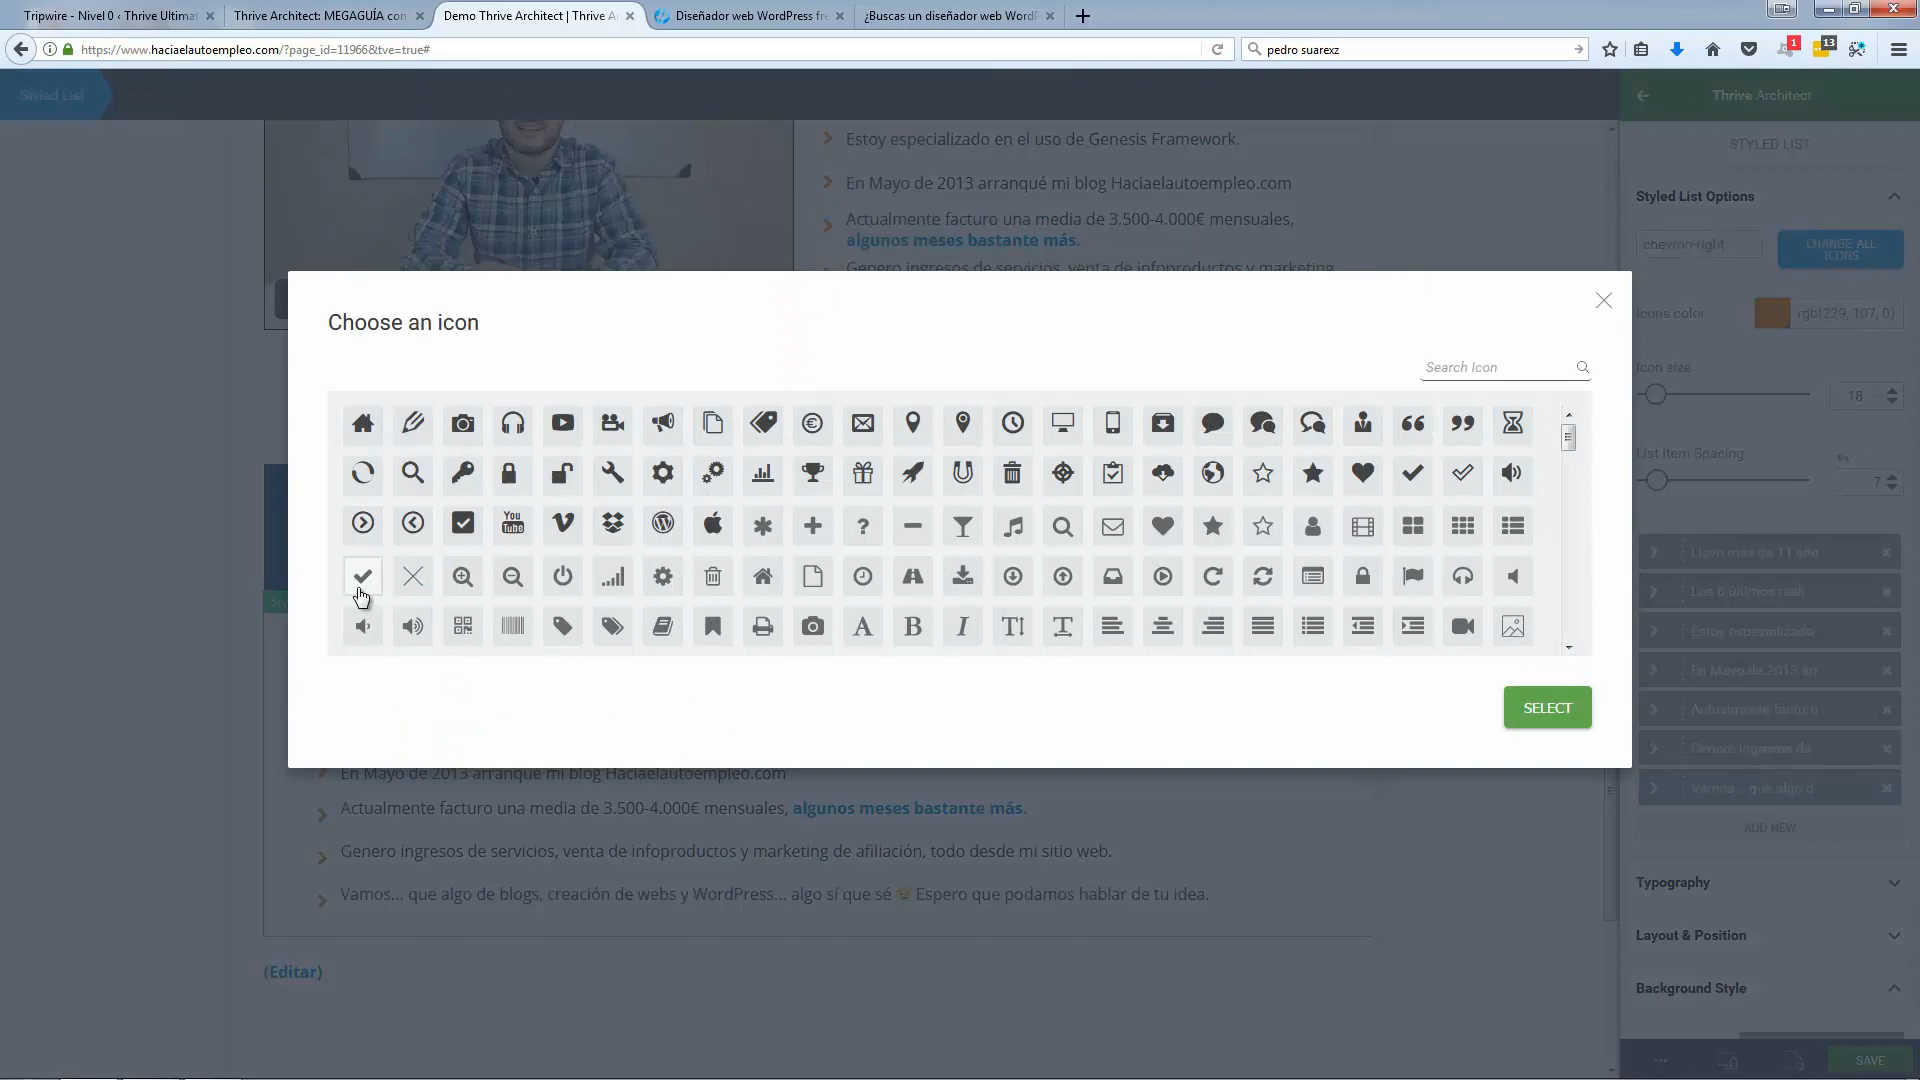 Tripwire - Nivel 0 ‹ Thrive Ultimat
Thrive Architect: MEGAGUÍA con
Demo Thrive Architect | Thrive A
Diseñador web WordPress fre
¿Buscas un diseñador web WordP
https://www.haciaelautoempleo.com/?page_id=11966&tve=true#
pedro suarexz
1
13
Styled List
Thrive Architect
STYLED LIST
Estoy especializado en el uso de Genesis Framework.
En Mayo de 2013 arranqué mi blog Haciaelautoempleo.com
Styled List Options
Actualmente facturo una media de 3.500-4.000€ mensuales,
algunos meses bastante más.
chevron-right
CHANGE ALL
ICONS
Genero ingresos de servicios, venta de infoproductos y marketing
Choose an icon
Icons color
rgb(229, 107, 0)
Search Icon
Icon size
18
List Item Spacing
Px
7
You
Tube
Llevo más de 11 año
Los 6 últimos reali
Estoy especializado
En Mayo de 2013 arr
Actualmente facturo
Genero ingresos de
Vamos... que algo d
SELECT
ADD NEW
En Mayo de 2013 arranqué mi blog Haciaelautoempleo.com
Actualmente facturo una media de 3.500-4.000€ mensuales, algunos meses bastante más.
Genero ingresos de servicios, venta de infoproductos y marketing de afiliación, todo desde mi sitio web.
Vamos... que algo de blogs, creación de webs y WordPress... algo sí que sé 😉 Espero que podamos hablar de tu idea.
Typography
Layout & Position
(Editar)
Background Style
SAVE